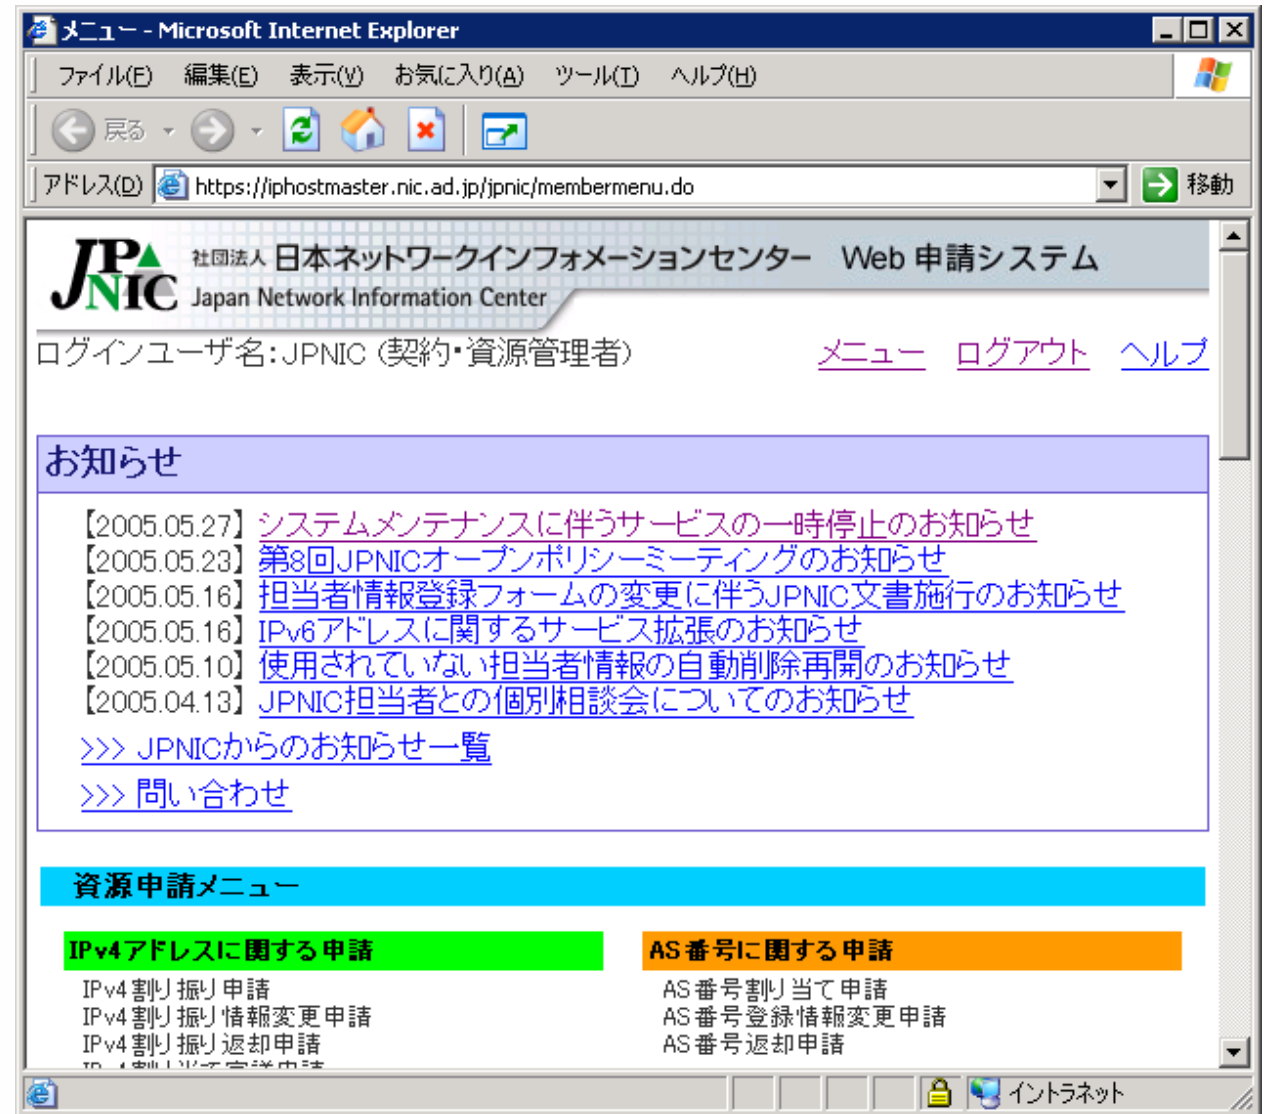 メニュー - Microsoft Internet Explorer
ファイル(F) 編集(E) 表示(V) お気に入り(A) ツール(T) ヘルプ(H)
戻る
アドレス(D) https://iphostmaster.nic.ad.jp/jpnic/membermenu.do 移動
JPNIC 社団法人 日本ネットワークインフォメーションセンター Web 申請システム
Japan Network Information Center
ログインユーザ名:JPNIC (契約・資源管理者) メニュー ログアウト ヘルプ
お知らせ
【2005.05.27】 システムメンテナンスに伴うサービスの一時停止のお知らせ
【2005.05.23】 第8回JPNICオープンポリシーミーティングのお知らせ
【2005.05.16】 担当者情報登録フォームの変更に伴うJPNIC文書施行のお知らせ
【2005.05.16】 IPv6アドレスに関するサービス拡張のお知らせ
【2005.05.10】 使用されていない担当者情報の自動削除再開のお知らせ
【2005.04.13】 JPNIC担当者との個別相談会についてのお知らせ
>>> JPNICからのお知らせ一覧
>>> 問い合わせ
資源申請メニュー
IPv4アドレスに関する申請
IPv4割り振り申請
IPv4割り振り情報変更申請
IPv4割り振り返却申請
AS番号に関する申請
AS番号割り当て申請
AS番号登録情報変更申請
AS番号返却申請
イントラネット